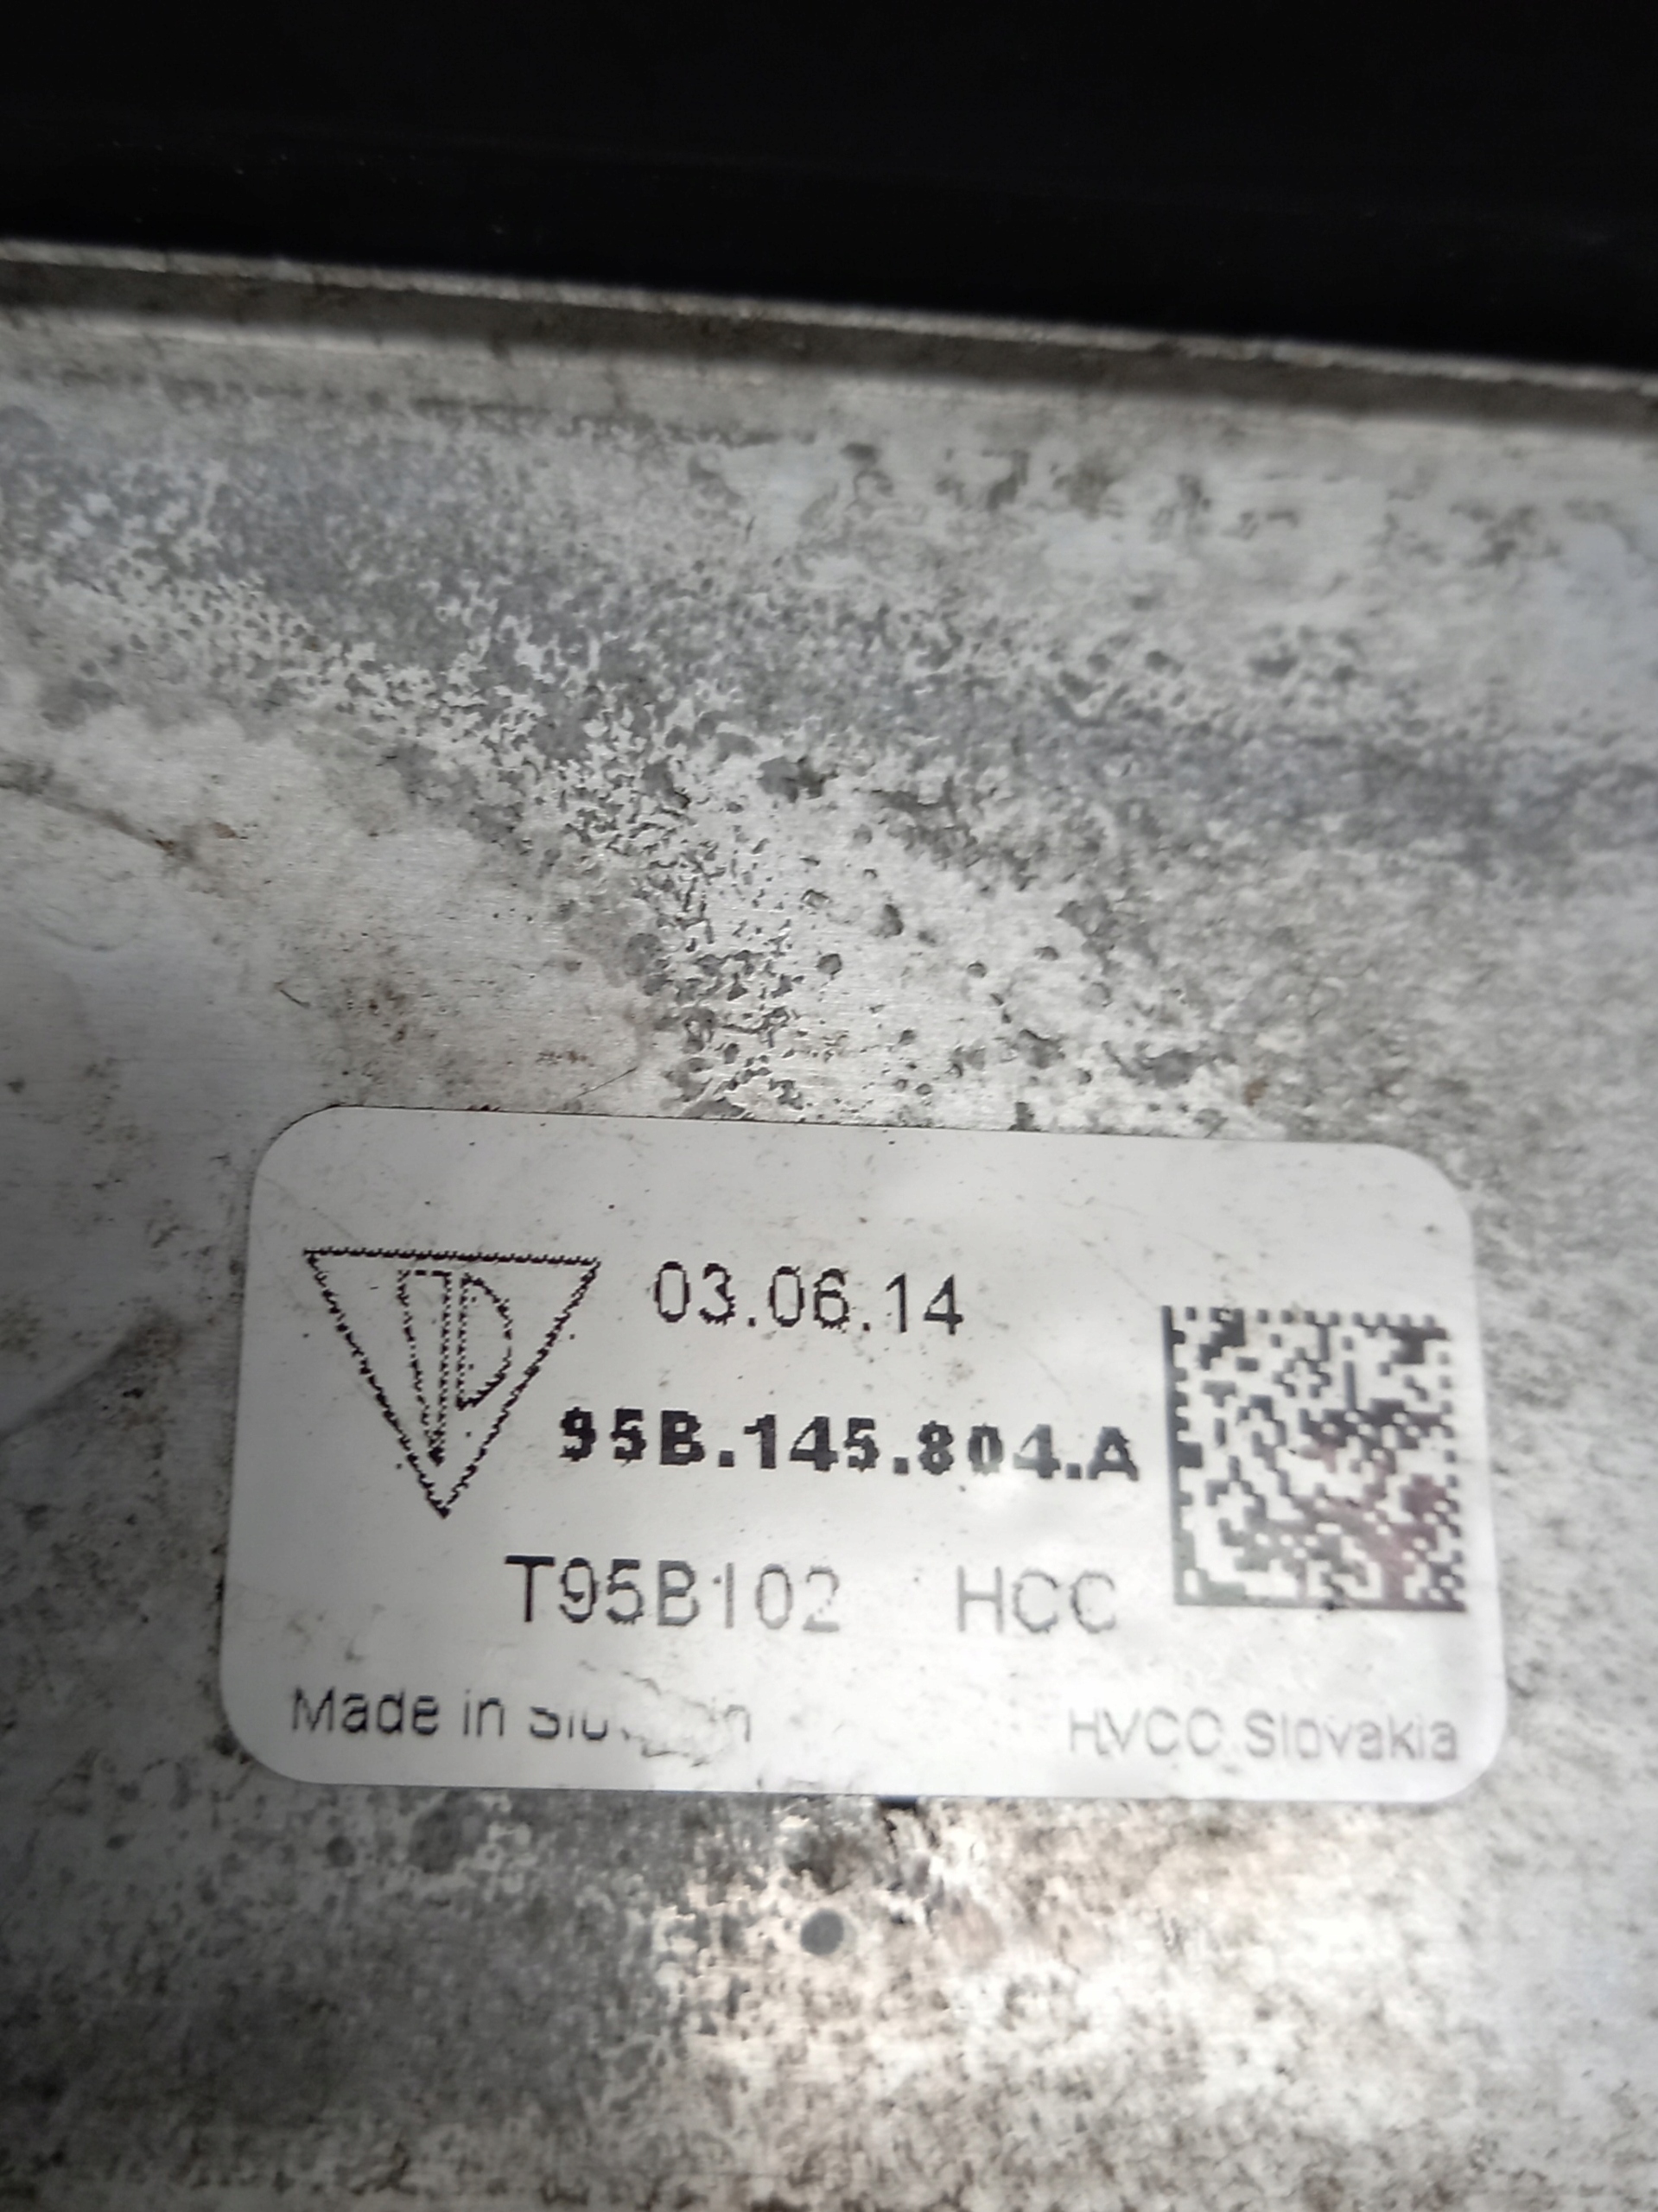 03.06.14
95B.145.804.A
T95B102 HCC
Made in
HVCC Slovakia